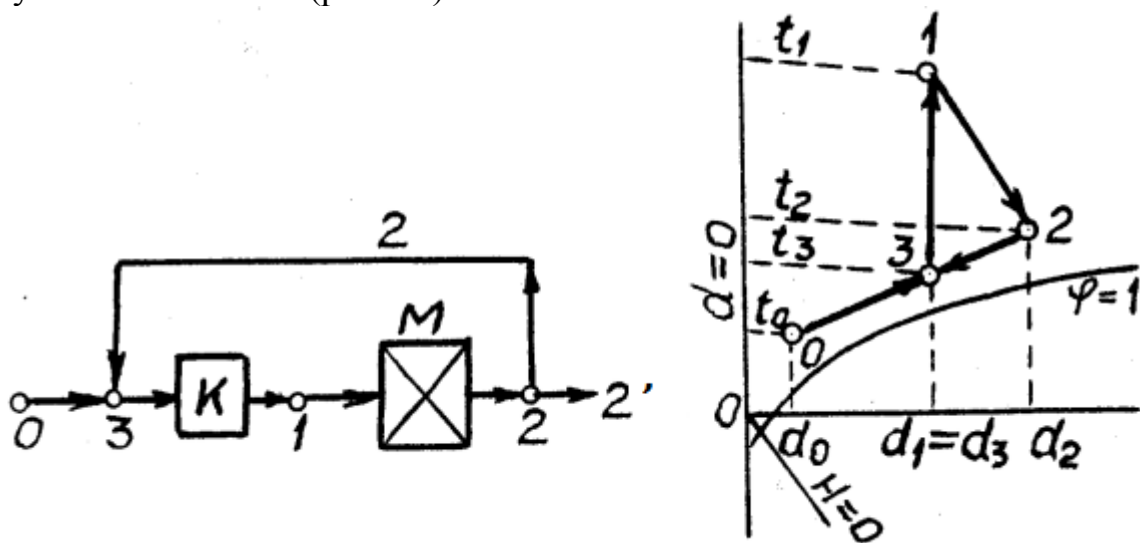 2
M
K
0
3
1
2
2'
t₁
1
t₂
2
t₃
3
d=0
t₀
0
φ=1
0
d₀
d₁=d₃
d₂
H=0